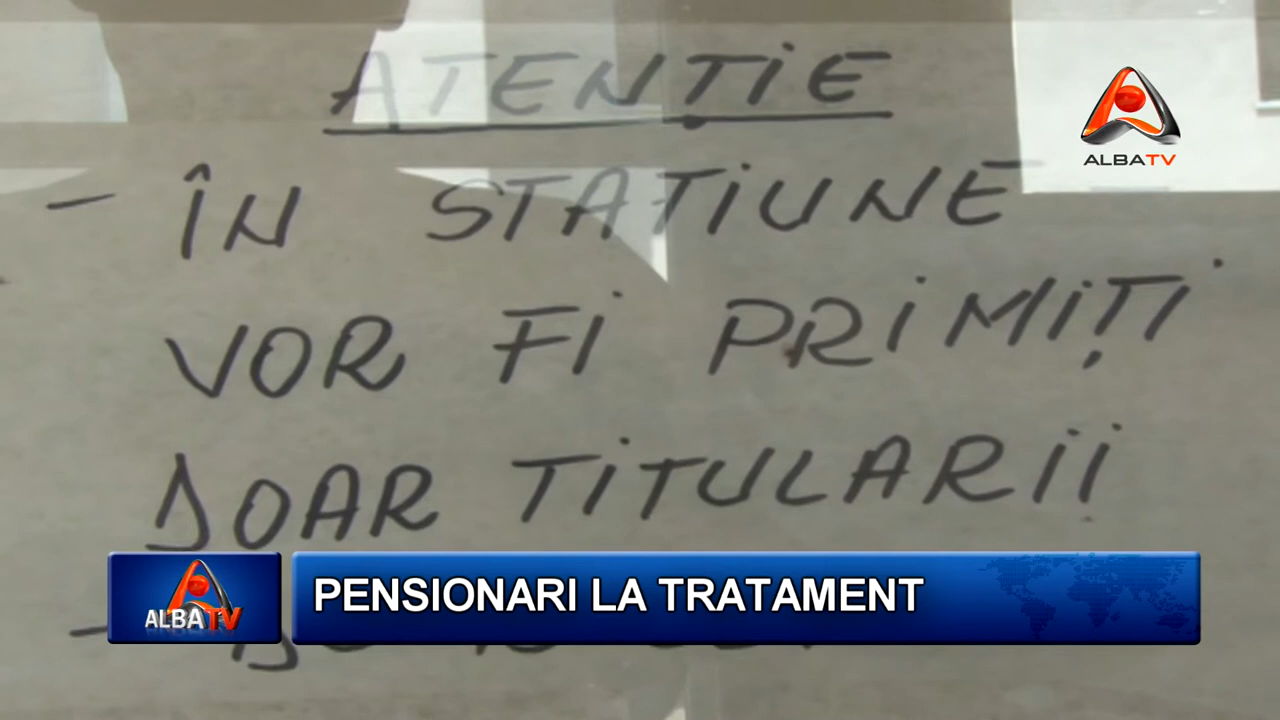 ATENȚIE
- ÎN STAȚIUNE
VOR FI PRIMIȚI
DOAR TITULARII
ALBATV
ALBATV
PENSIONARI LA TRATAMENT